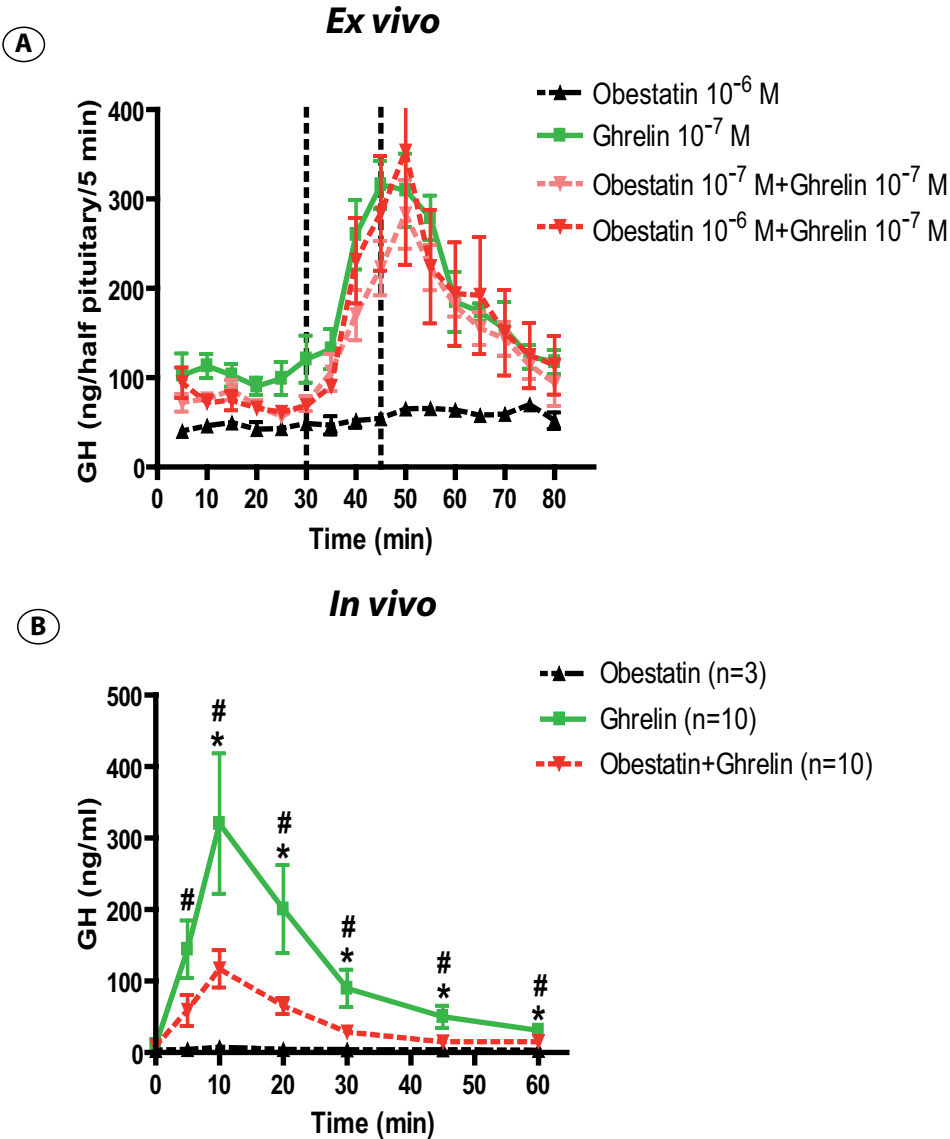 Ex vivo
A
Obestatin 10⁻⁶ M
Ghrelin 10⁻⁷ M
Obestatin 10⁻⁷ M+Ghrelin 10⁻⁷ M
Obestatin 10⁻⁶ M+Ghrelin 10⁻⁷ M
GH (ng/half pituitary/5 min)
400
300
200
100
0
0 10 20 30 40 50 60 70 80
Time (min)
In vivo
B
Obestatin (n=3)
Ghrelin (n=10)
Obestatin+Ghrelin (n=10)
GH (ng/ml)
500
400
300
200
100
0
#
*
#
*
#
#
*
#
*
#
*
0 10 20 30 40 50 60
Time (min)